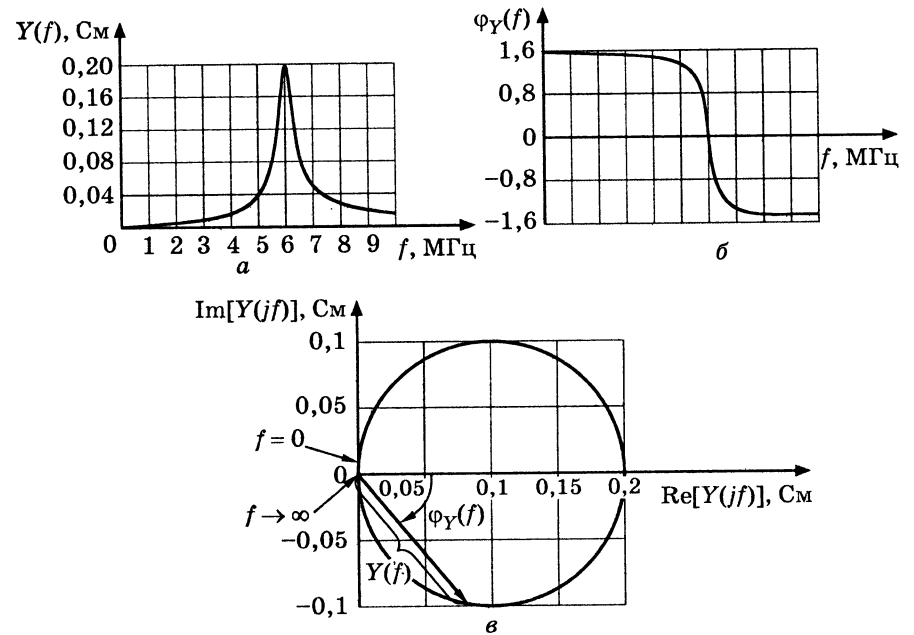 Y(f), См
0,20
0,16
0,12
0,08
0,04
0 1 2 3 4 5 6 7 8 9 f, МГц
а
φY(f)
1,6
0,8
0
f, МГц
−0,8
−1,6
б
Im[Y(jf)], См
0,1
0,05
f = 0
0 0,05 0,1 0,15 0,2 Re[Y(jf)], См
f → ∞
φY(f)
−0,05
Y(f)
−0,1
в